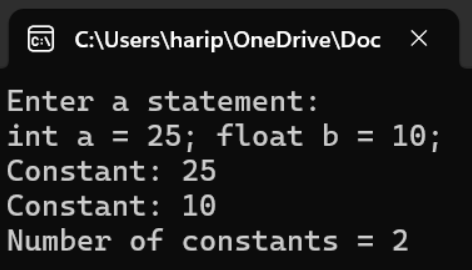 C:\Users\harip\OneDrive\Doc
Enter a statement:
int a = 25; float b = 10;
Constant: 25
Constant: 10
Number of constants = 2